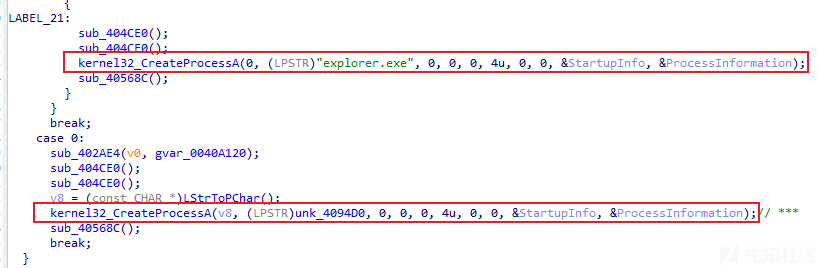 {
LABEL_21:
sub_404CE0();
sub_404CE0();
kernel32_CreateProcessA(0, (LPSTR)"explorer.exe", 0, 0, 0, 4u, 0, 0, &StartupInfo, &ProcessInformation);
sub_40568C();
}
}
break;
case 0:
sub_402AE4(v0, gvar_0040A120);
sub_404CE0();
sub_404CE0();
v8 = (const CHAR *)LStrToPChar();
kernel32_CreateProcessA(v8, (LPSTR)unk_4094D0, 0, 0, 0, 4u, 0, 0, &StartupInfo, &ProcessInformation);// ***
sub_40568C();
break;
}
先知社区